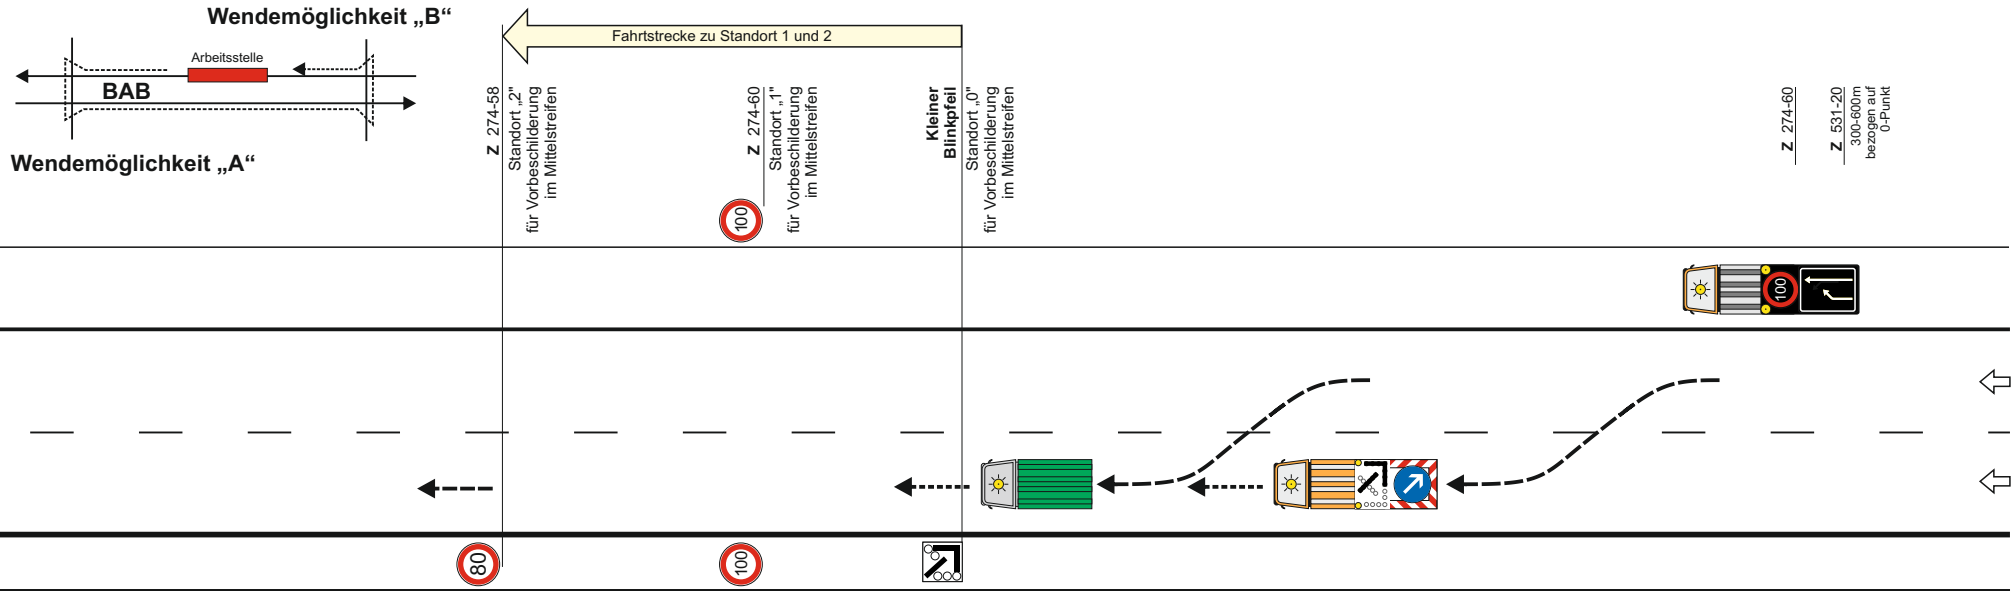 Wendemöglichkeit „B“
Arbeitsstelle
BAB
Wendemöglichkeit „A“
Fahrtstrecke zu Standort 1 und 2
Z 274-58
Standort „2"
für Vorbeschilderung
im Mittelstreifen
Z 274-60
Standort „1"
für Vorbeschilderung
im Mittelstreifen
Kleiner
Blinkpfeil
Standort „0"
für Vorbeschilderung
im Mittelstreifen
Z 274-60
Z 531-20
300-600m
bezogen auf
0-Punkt
100
100
80
100